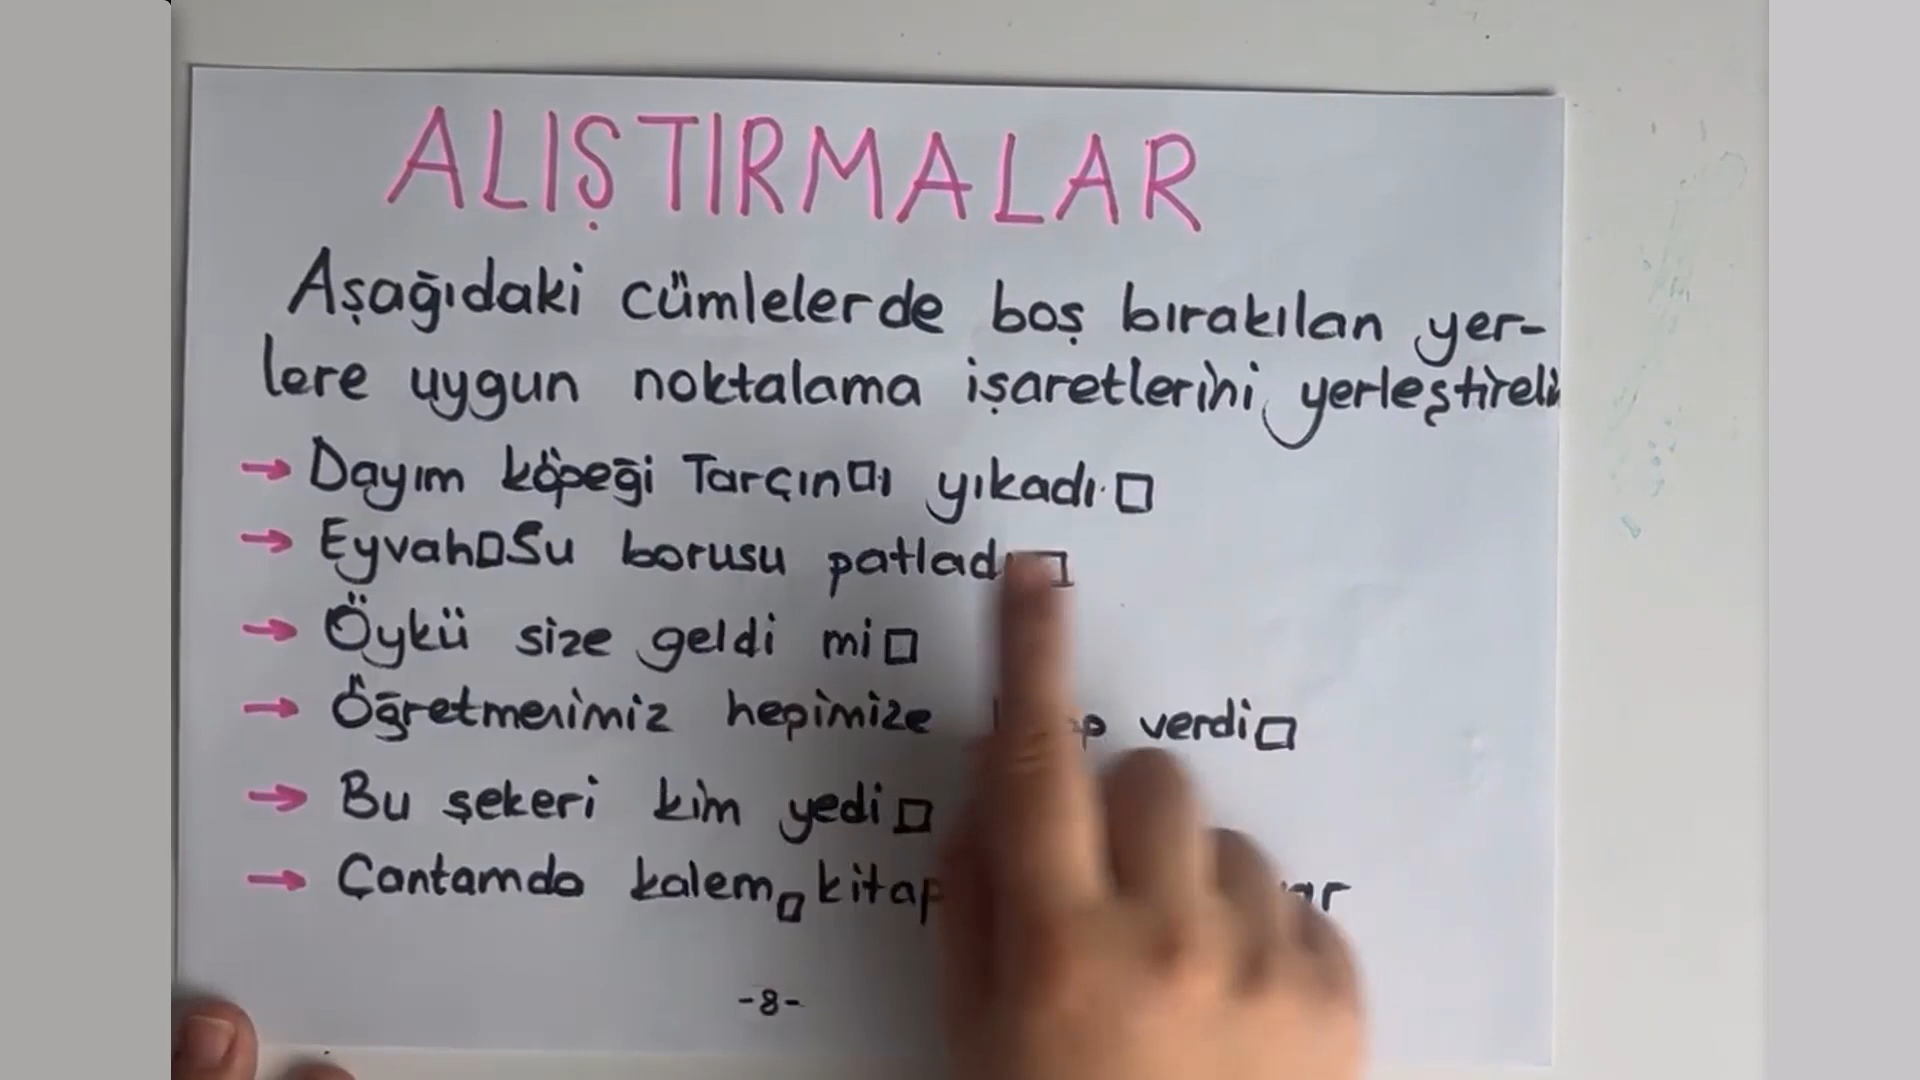 ALIŞTIRMALAR
Aşağıdaki cümlelerde boş bırakılan yer-
lere uygun noktalama işaretlerini yerleştireli
→ Dayım köpeği Tarçın□ı yıkadı □
→ Eyvah□Su borusu patlad □
→ Öykü size geldi mi□
→ Öğretmenimiz hepimize verdi□
→ Bu şekeri kim yedi□
→ Çantamda kalem□kitap
-8-